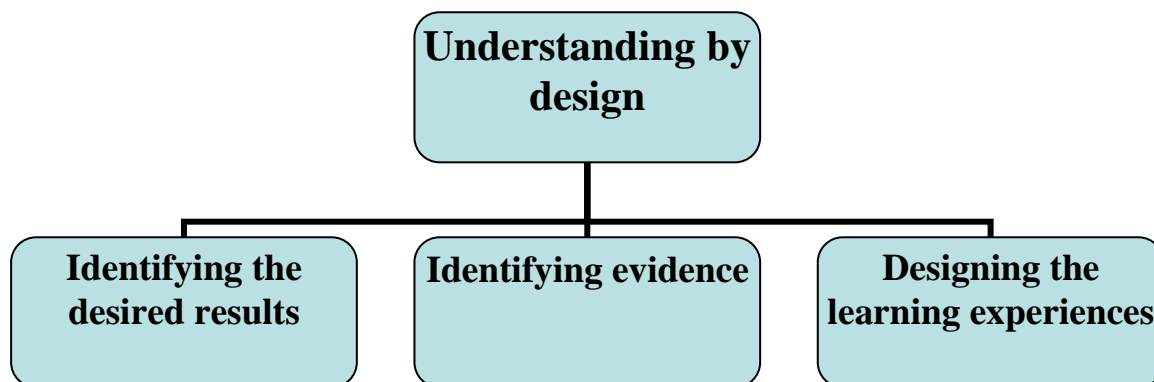 Understanding by
design
Identifying the
desired results
Identifying evidence
Designing the
learning experiences